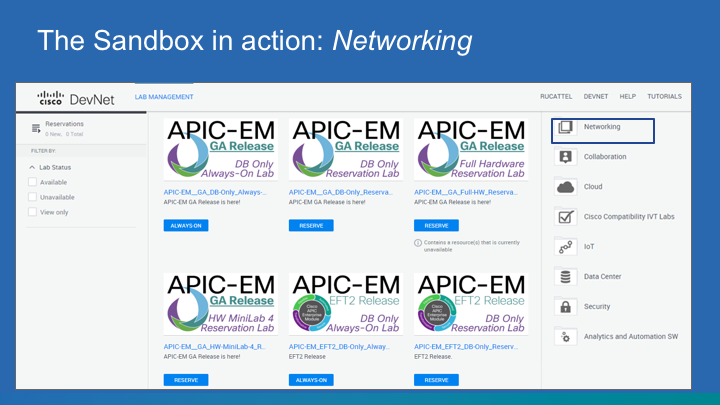 The Sandbox in action: Networking
CISCO DevNet
LAB MANAGEMENT
RUCATTEL DEVNET HELP TUTORIALS
Reservations
0 New, 0 Total
FILTER BY:
Lab Status
Available
Unavailable
View only
APIC-EM
GA Release
DB Only
Always-On Lab
APIC-EM__GA_DB-Only_Always-...
APIC-EM GA Release is here!
ALWAYS-ON
APIC-EM
GA Release
DB Only
Reservation Lab
APIC-EM__GA_DB-Only_Reserva...
APIC-EM GA Release is here!
RESERVE
APIC-EM
GA Release
Full Hardware
Reservation Lab
APIC-EM__GA_Full-HW_Reserva...
APIC-EM GA Release is here!
RESERVE
Contains a resource(s) that is currently
unavailable
APIC-EM
GA Release
HW MiniLab 4
Reservation Lab
APIC-EM__GA_HW-MiniLab-4_R...
APIC-EM GA Release is here!
RESERVE
APIC-EM
EFT2 Release
Cisco
APIC
Enterprise
Module
DB Only
Always-On Lab
APIC-EM_EFT2_DB-Only_Alway...
EFT2 Release
ALWAYS-ON
APIC-EM
EFT2 Release
Cisco
APIC
Enterprise
Module
DB Only
Reservation Lab
APIC-EM_EFT2_DB-Only_Reserv...
EFT2 Release
RESERVE
Networking
Collaboration
Cloud
Cisco Compatibility IVT Labs
IoT
Data Center
Security
Analytics and Automation SW